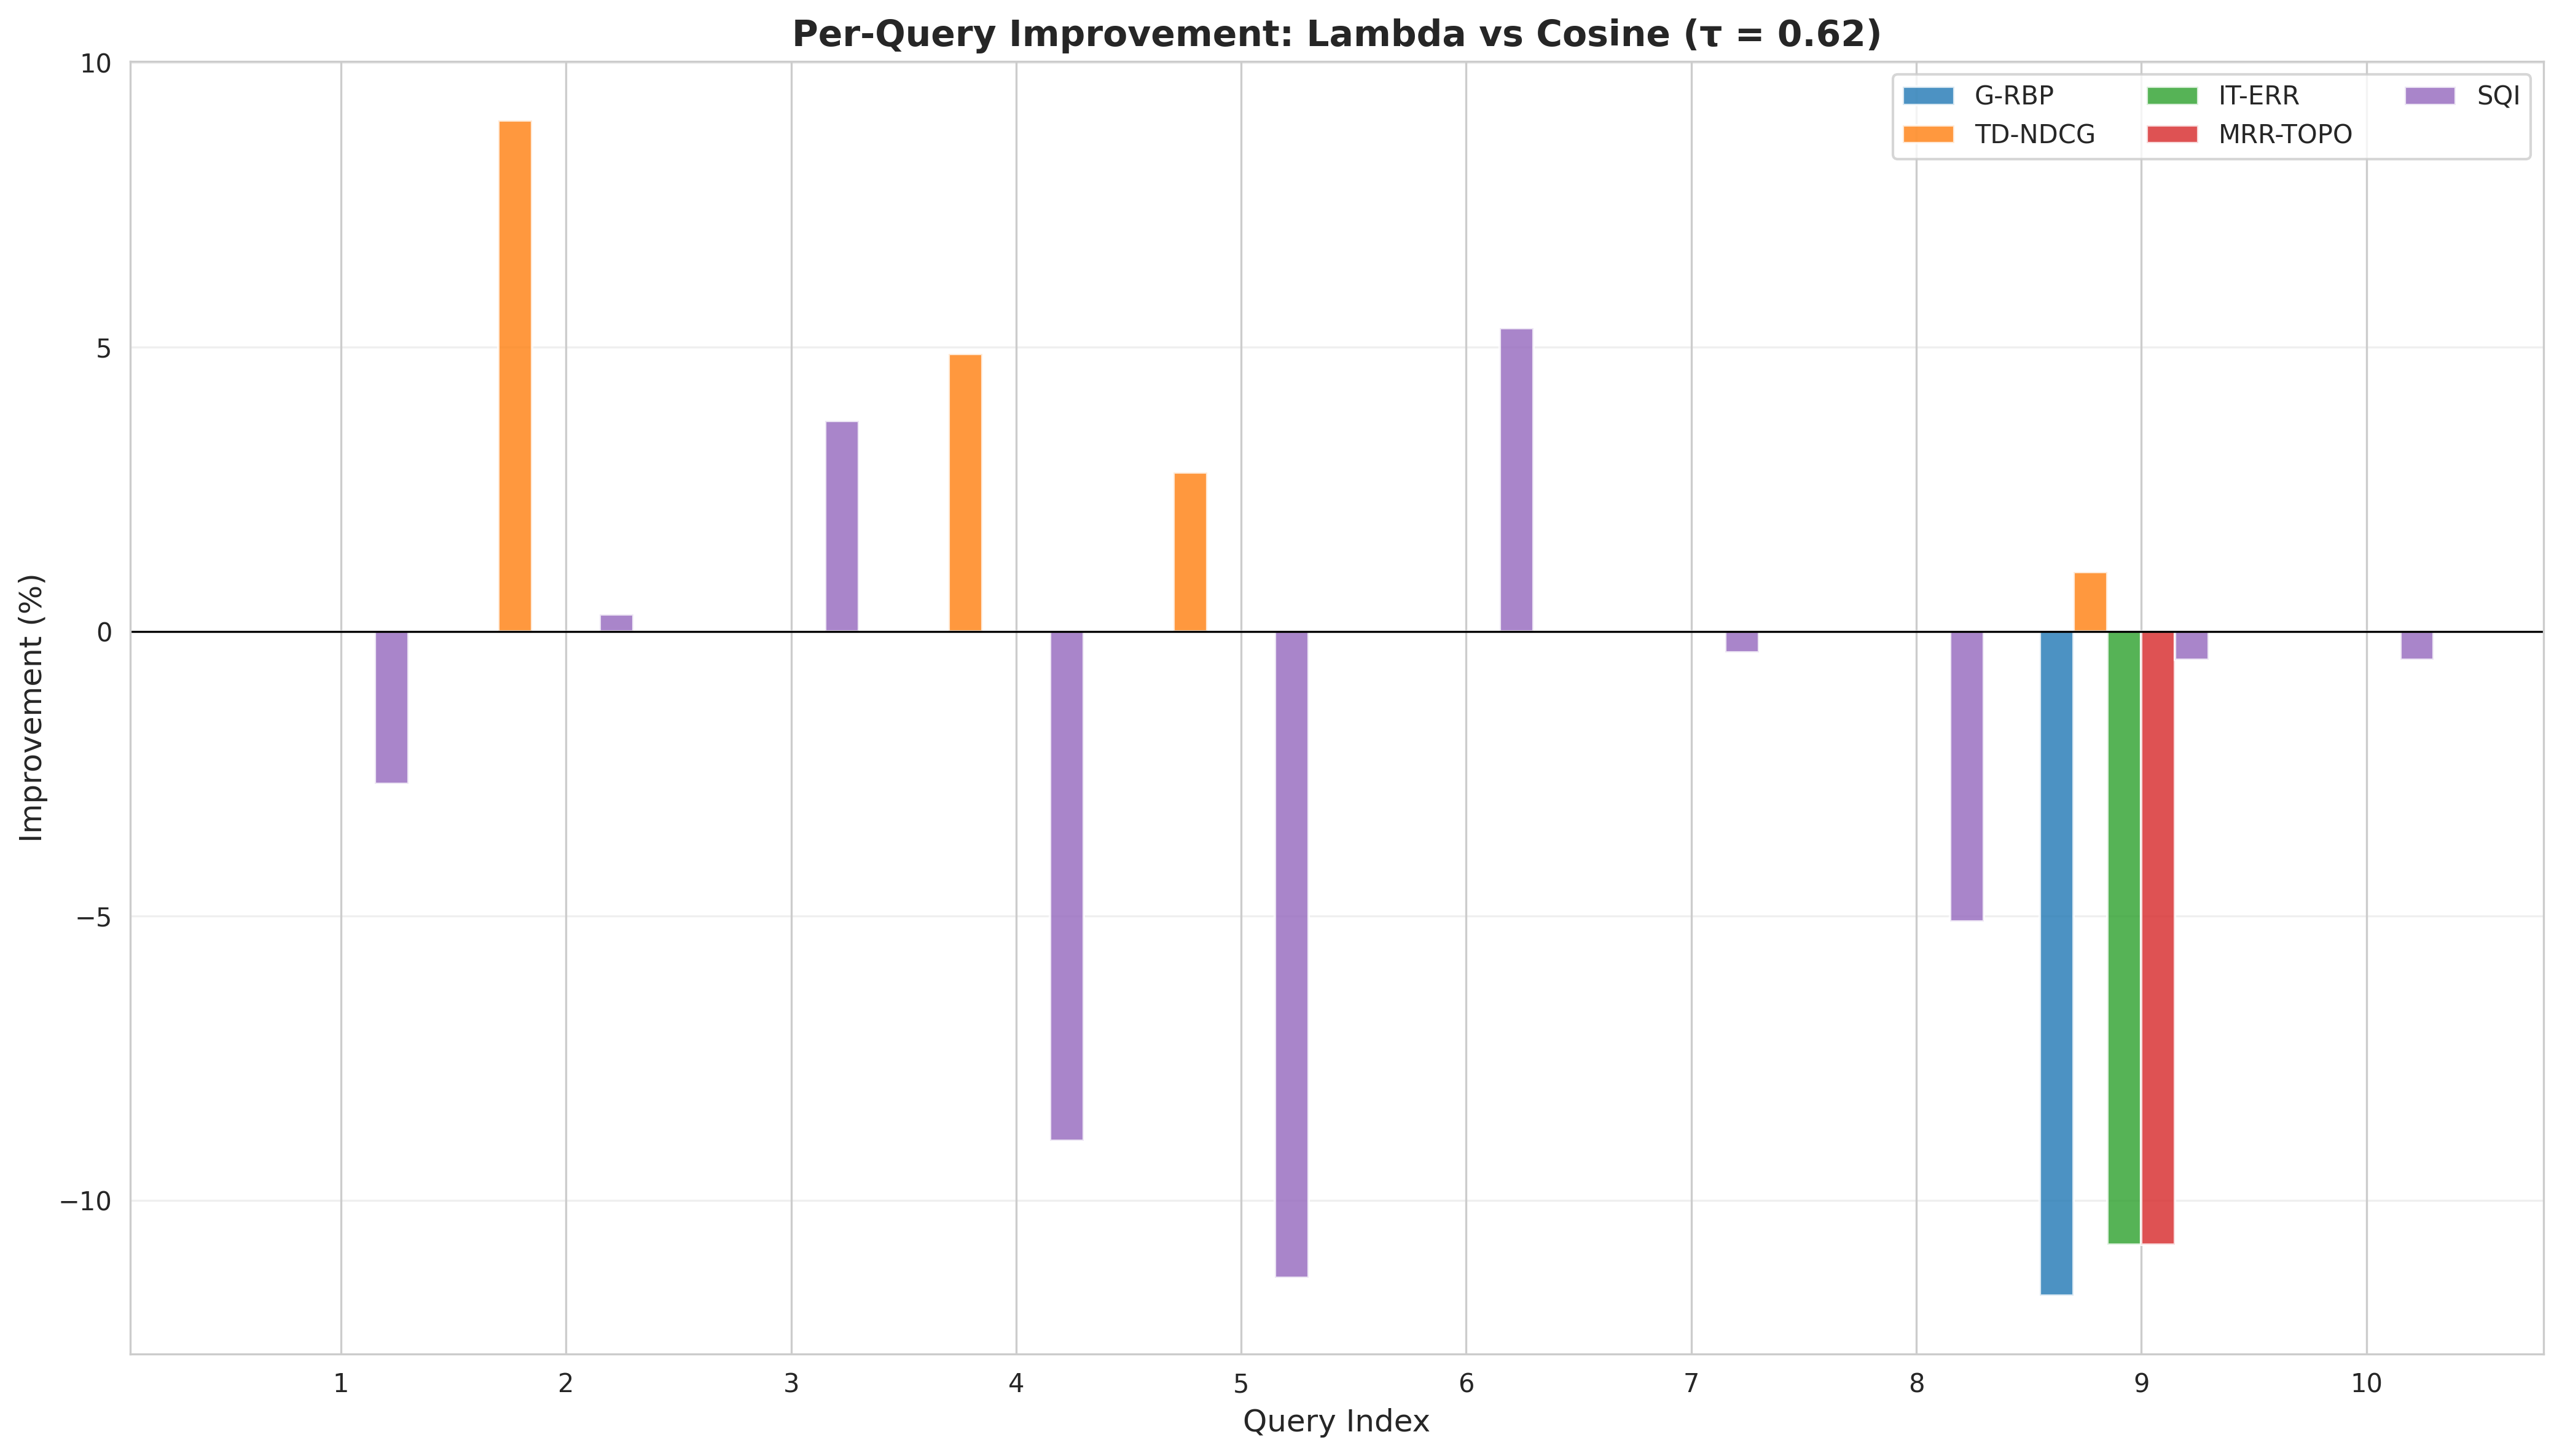 Per-Query Improvement: Lambda vs Cosine (τ = 0.62)
G-RBP
TD-NDCG
IT-ERR
MRR-TOPO
SQI
Improvement (%)
10
5
0
−5
−10
1 2 3 4 5 6 7 8 9 10
Query Index